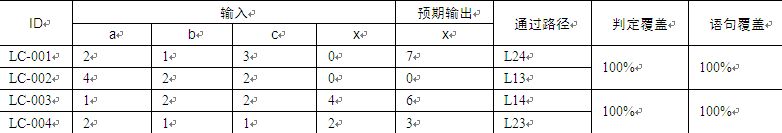 ID 输入 预期输出 通过路径 判定覆盖 语句覆盖
a b c x x
LC-001 2 1 3 0 7 L24 100% 100%
LC-002 4 2 2 0 0 L13
LC-003 1 2 2 4 6 L14 100% 100%
LC-004 2 1 1 2 3 L23